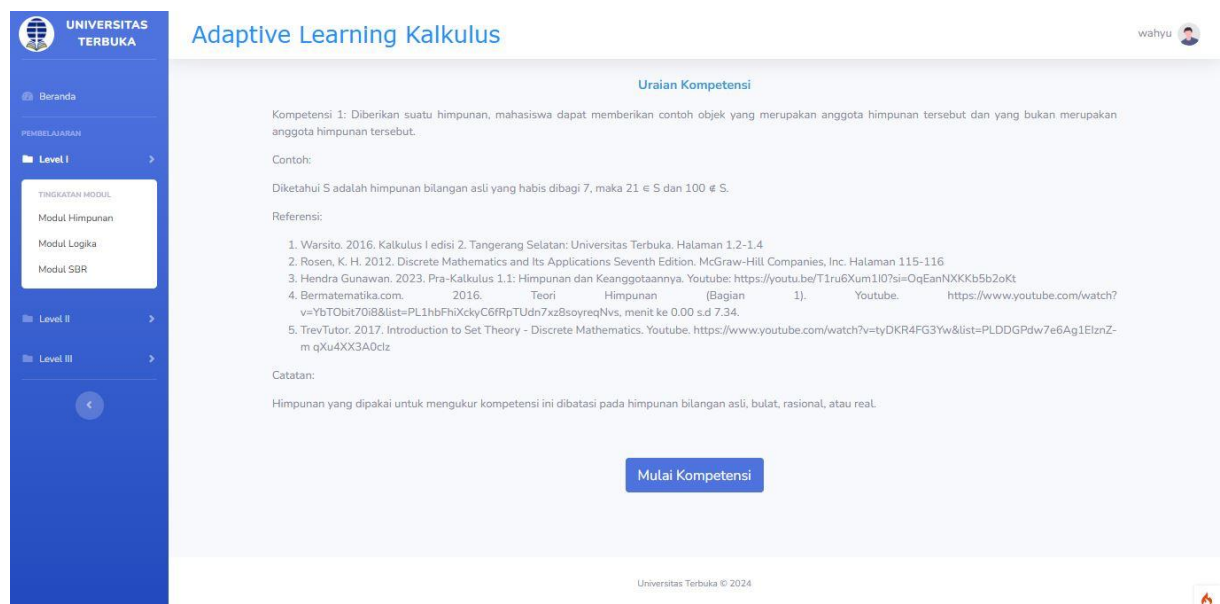 UNIVERSITAS
TERBUKA
Adaptive Learning Kalkulus
wahyu
Beranda
PEMBELAJARAN
Level I
TINGKATAN MODUL
Modul Himpunan
Modul Logika
Modul SBR
Level II
Level III
Uraian Kompetensi
Kompetensi 1: Diberikan suatu himpunan, mahasiswa dapat memberikan contoh objek yang merupakan anggota himpunan tersebut dan yang bukan merupakan
anggota himpunan tersebut.
Contoh:
Diketahui S adalah himpunan bilangan asli yang habis dibagi 7, maka 21 ∈ S dan 100 ∉ S.
Referensi:
1. Warsito. 2016. Kalkulus I edisi 2. Tangerang Selatan: Universitas Terbuka. Halaman 1.2-1.4
2. Rosen, K. H. 2012. Discrete Mathematics and Its Applications Seventh Edition. McGraw-Hill Companies, Inc. Halaman 115-116
3. Hendra Gunawan. 2023. Pra-Kalkulus 1.1: Himpunan dan Keanggotaannya. Youtube: https://youtu.be/T1ru6Xum1I0?si=OqEanNXKKb5b2oKt
4. Bermatematika.com. 2016. Teori Himpunan (Bagian 1). Youtube. https://www.youtube.com/watch?
v=YbTObit70i8&list=PL1hbFhiXckyC6fRpTUdn7xz8soyreqNvs, menit ke 0.00 s.d 7.34.
5. TrevTutor. 2017. Introduction to Set Theory - Discrete Mathematics. Youtube. https://www.youtube.com/watch?v=tyDKR4FG3Yw&list=PLDDGPdw7e6Ag1EIznZ-
m qXu4XX3A0cIz
Catatan:
Himpunan yang dipakai untuk mengukur kompetensi ini dibatasi pada himpunan bilangan asli, bulat, rasional, atau real.
Mulai Kompetensi
Universitas Terbuka © 2024